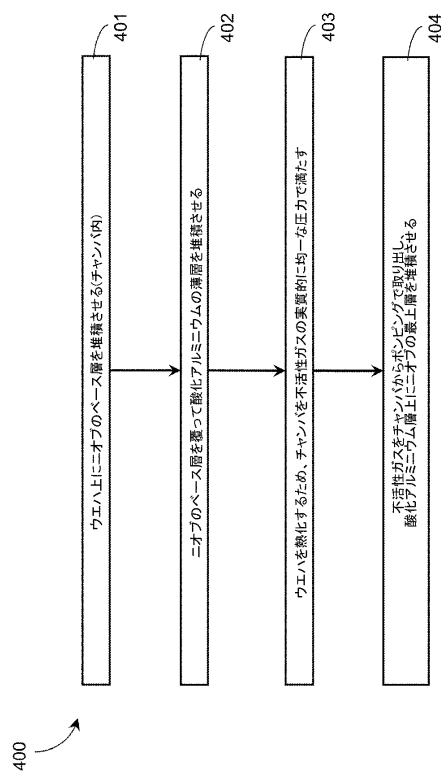 400
ウエハ上にニオブのベース層を堆積させる(チャンバ内)
401
ニオブのベース層を覆って酸化アルミニウムの薄層を堆積させる
402
ウエハを熱化するため、チャンバを不活性ガスの実質的に均一な圧力で満たす
403
不活性ガスをチャンバからポンピングで取り出し、
酸化アルミニウム層上にニオブの最上層を堆積させる
404